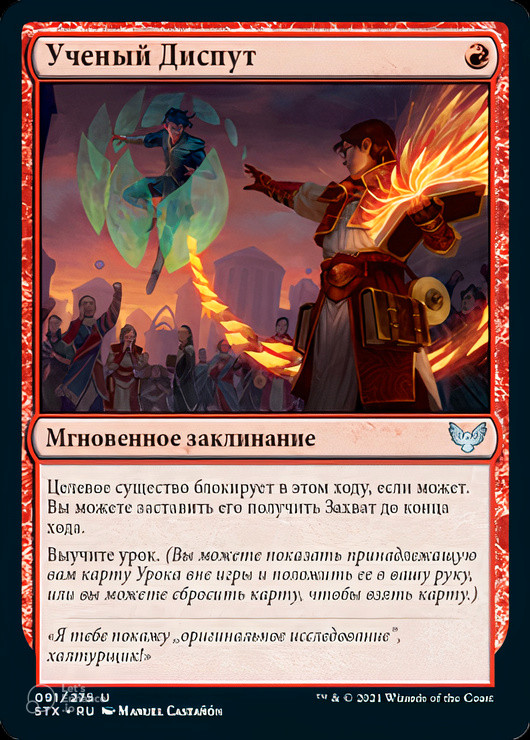 Ученый Диспут
Мгновенное заклинание
Целевое существо блокирует в этом ходу, если может.
Вы можете заставить его получить Захват до конца
хода.
Выучите урок. (Вы можете показать принадлежащую
вам карту Урока вне игры и положить ее в вашу руку,
или вы можете сбросить карту, чтобы взять карту.)
«Я тебе покажу „оригинальное исследование“,
халтурщик!»
091/275 U
STX • RU Manuel Castañón
™ & © 2021 Wizards of the Coast
Let's
Enhance
.io